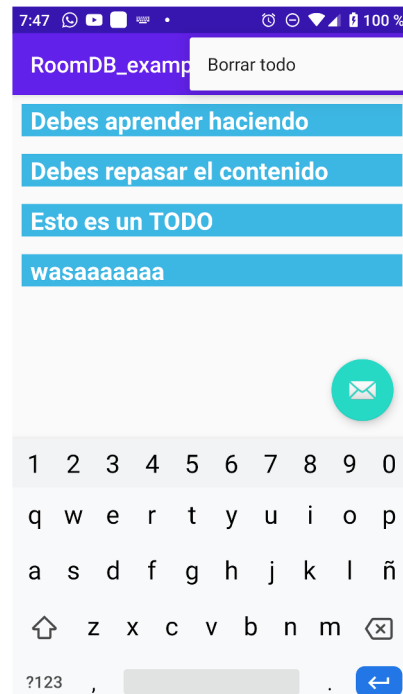 7:47 100 %
RoomDB_examp Borrar todo
Debes aprender haciendo
Debes repasar el contenido
Esto es un TODO
wasaaaaaaa
1 2 3 4 5 6 7 8 9 0
q w e r t y u i o p
a s d f g h j k l ñ
z x c v b n m
?123 , .